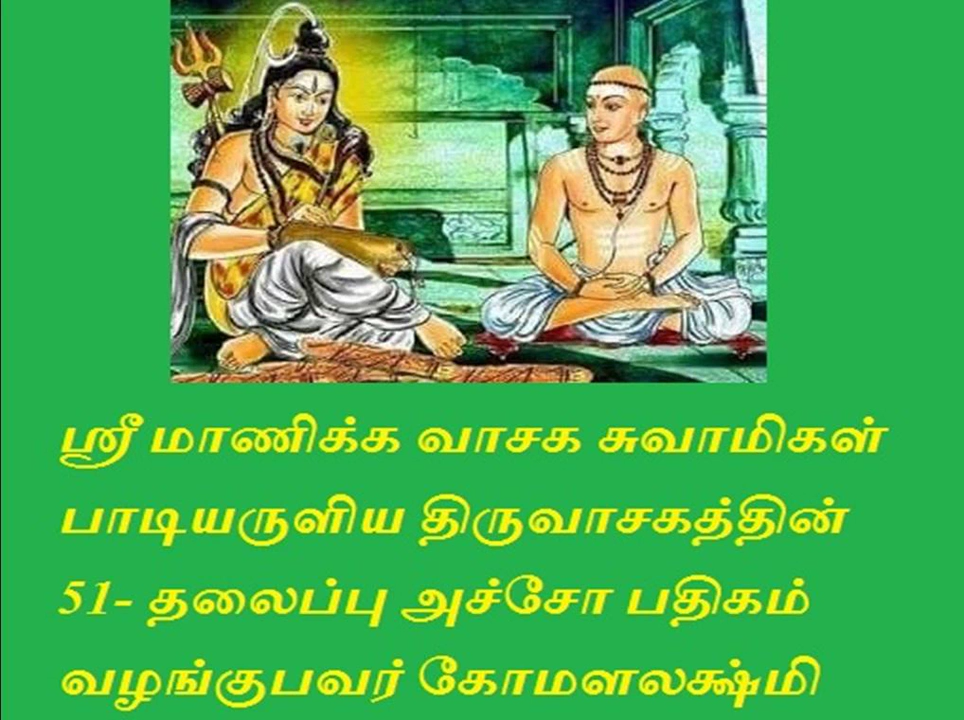 ஸ்ரீ மாணிக்க வாசக சுவாமிகள்
பாடியருளிய திருவாசகத்தின்
51- தலைப்பு அச்சோ பதிகம்
வழங்குபவர் கோமளலக்ஷ்மி